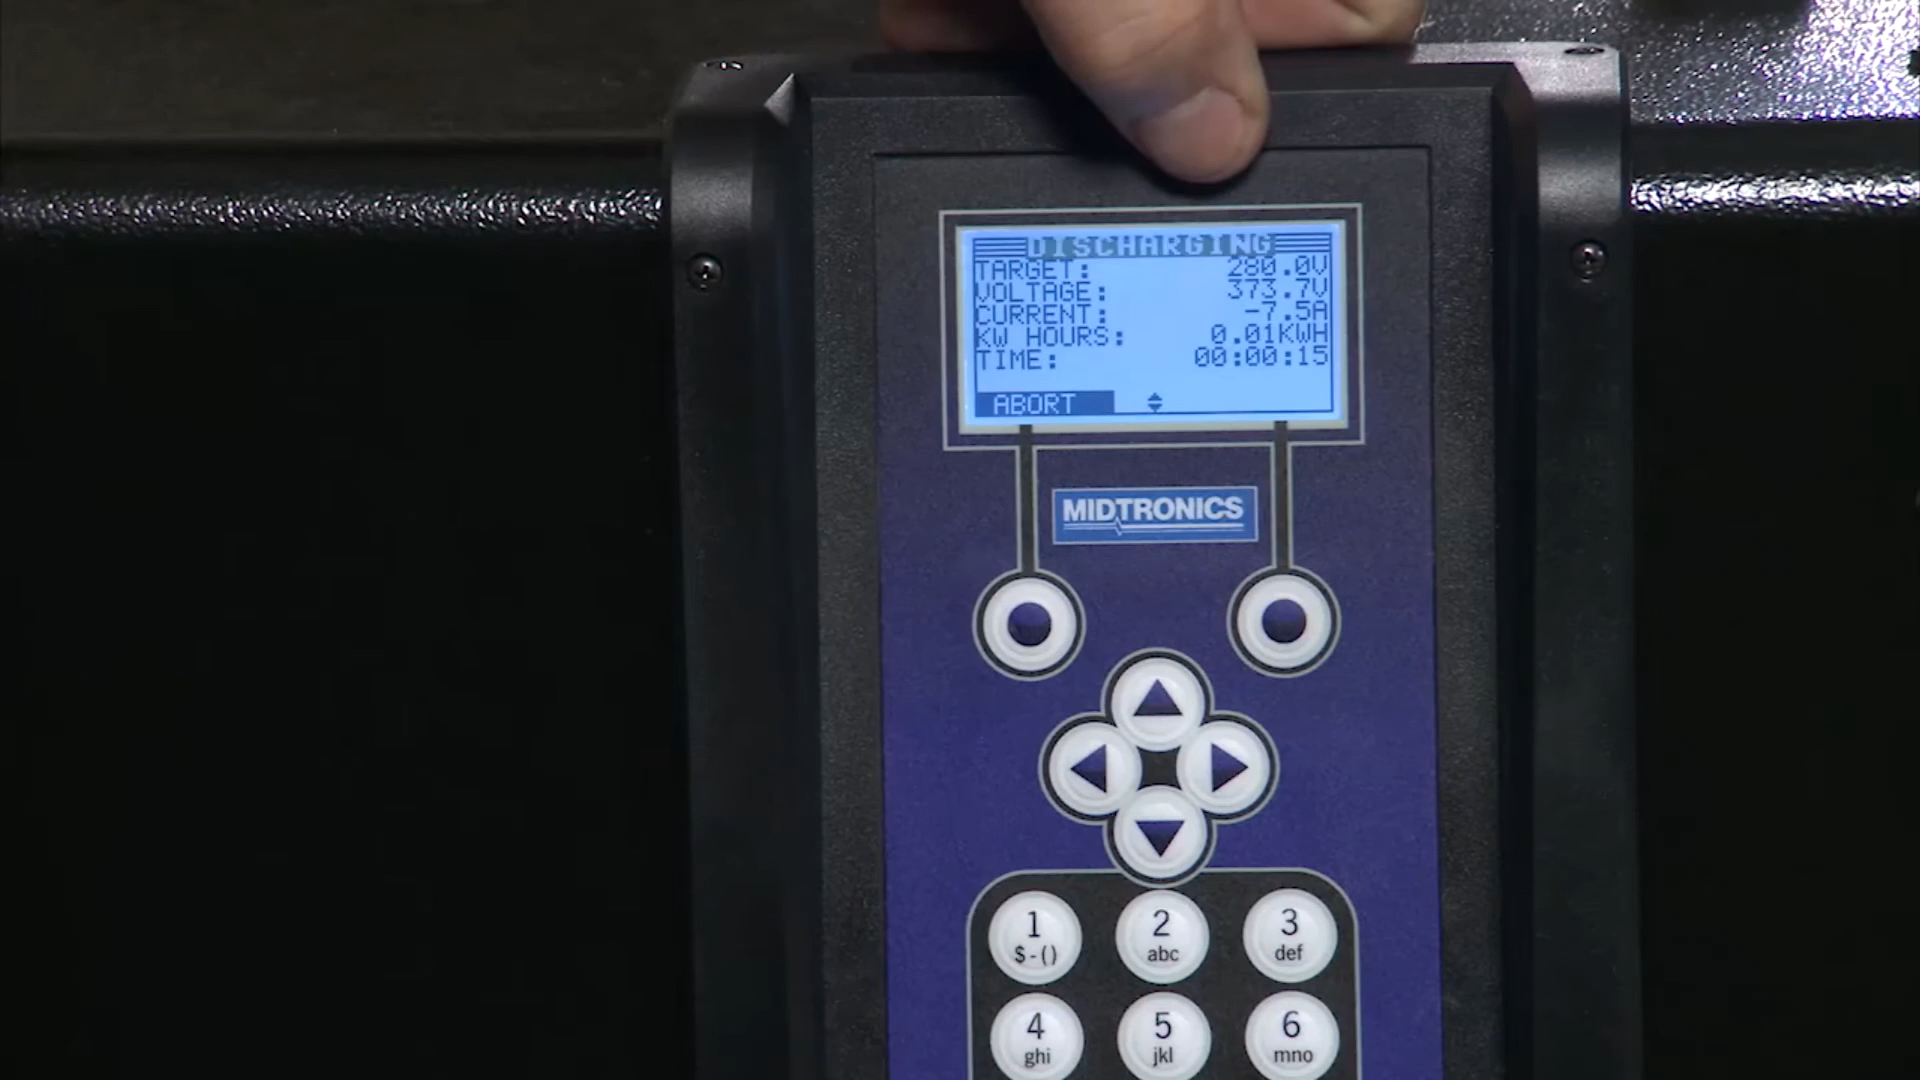 DISCHARGING
TARGET: 280.0V
VOLTAGE: 373.7V
CURRENT: -7.5A
KW HOURS: 0.01KWH
TIME: 00:00:15
ABORT
MIDTRONICS
1 2 3
$-() abc def
4 5 6
ghi jkl mno